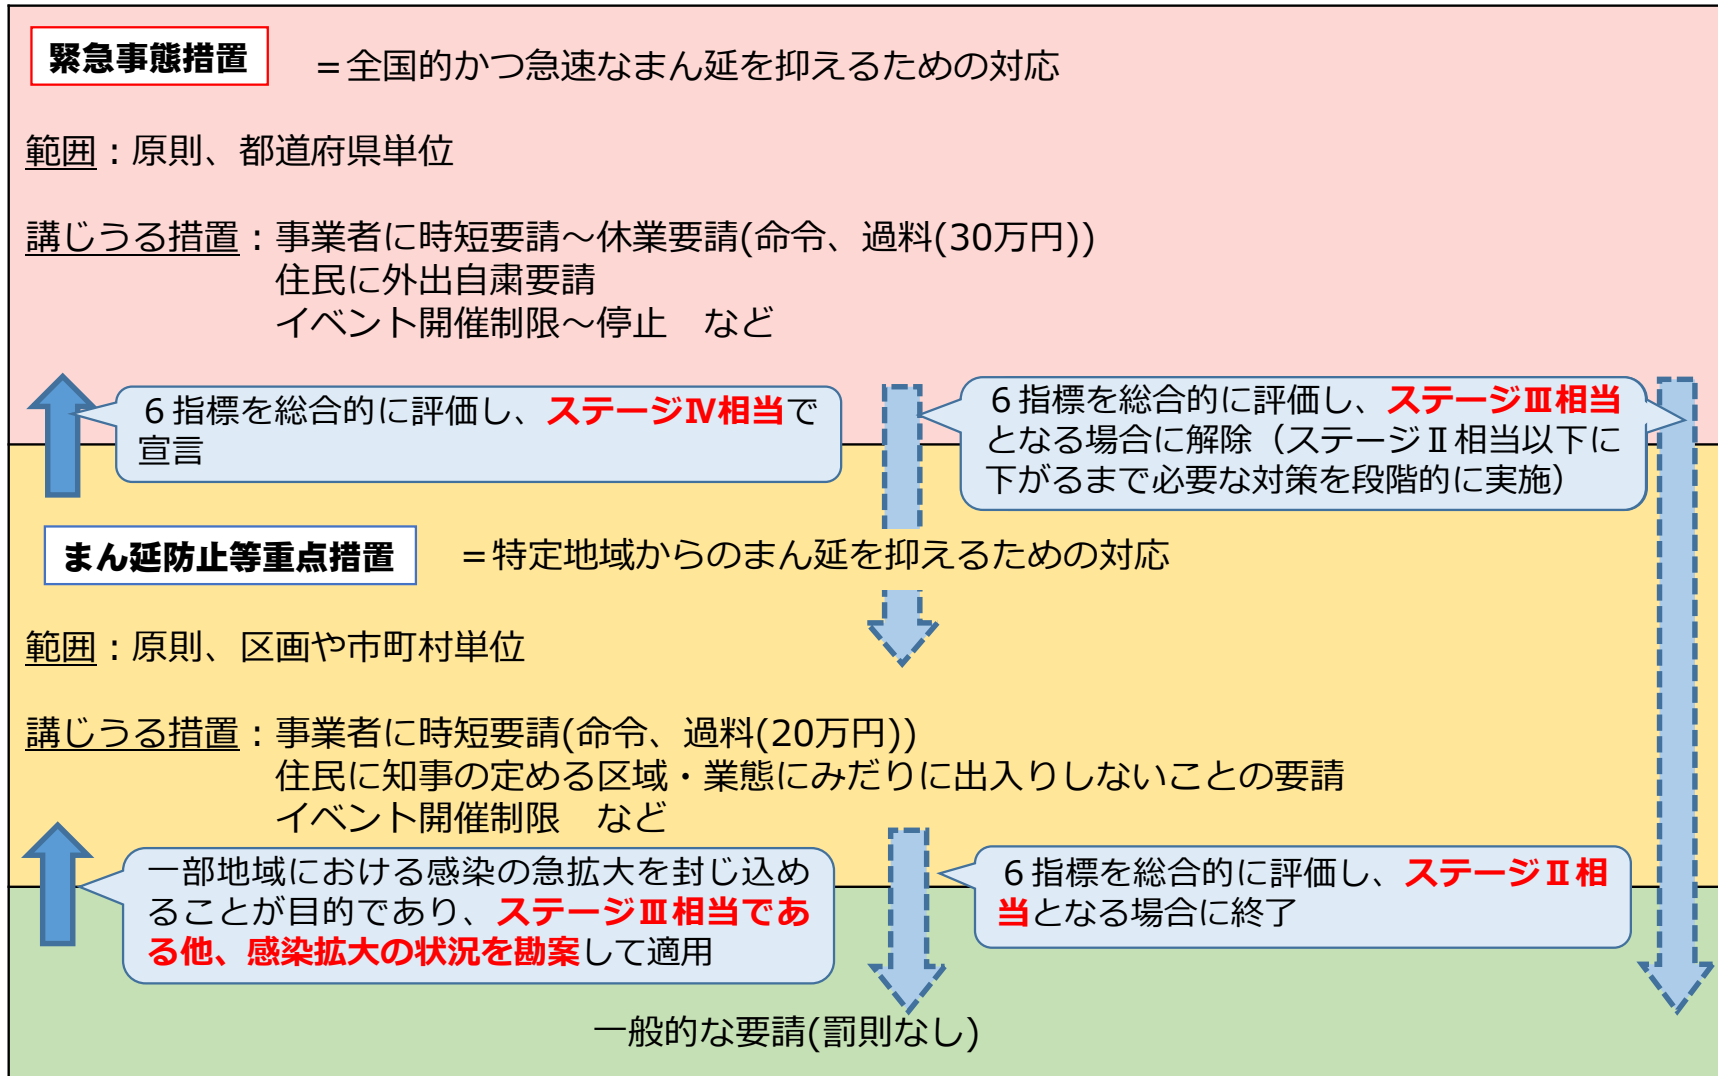 緊急事態措置 ＝全国的かつ急速なまん延を抑えるための対応
範囲：原則、都道府県単位
講じうる措置：事業者に時短要請～休業要請(命令、過料(30万円))
住民に外出自粛要請
イベント開催制限～停止　など
６指標を総合的に評価し、ステージⅣ相当で
宣言
６指標を総合的に評価し、ステージⅢ相当
となる場合に解除（ステージⅡ相当以下に
下がるまで必要な対策を段階的に実施）
まん延防止等重点措置 ＝特定地域からのまん延を抑えるための対応
範囲：原則、区画や市町村単位
講じうる措置：事業者に時短要請(命令、過料(20万円))
住民に知事の定める区域・業態にみだりに出入りしないことの要請
イベント開催制限　など
一部地域における感染の急拡大を封じ込め
ることが目的であり、ステージⅢ相当であ
る他、感染拡大の状況を勘案して適用
６指標を総合的に評価し、ステージⅡ相
当となる場合に終了
一般的な要請(罰則なし)